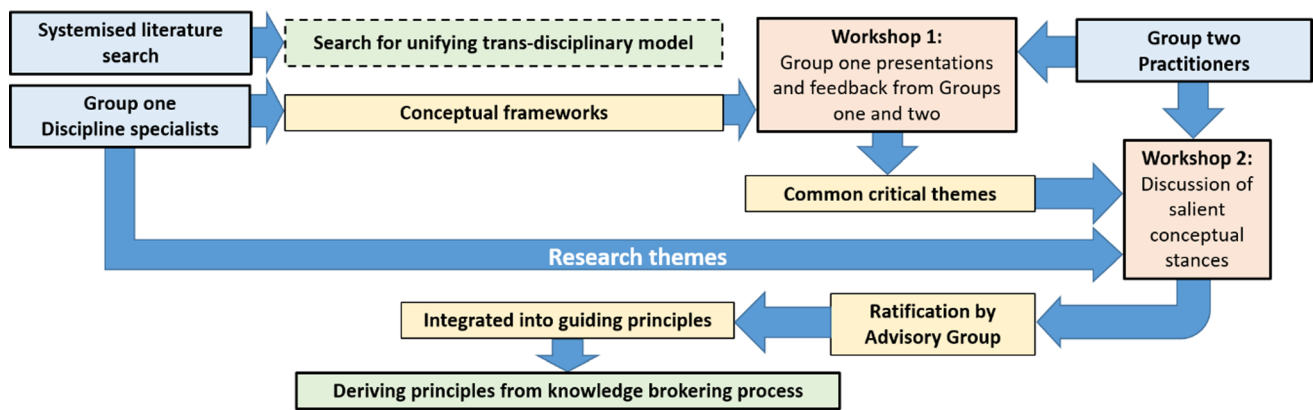 Systemised literature
search
Search for unifying trans-disciplinary model
Workshop 1:
Group one presentations
and feedback from Groups
one and two
Group two
Practitioners
Group one
Discipline specialists
Conceptual frameworks
Common critical themes
Workshop 2:
Discussion of
salient
conceptual
stances
Research themes
Ratification by
Advisory Group
Integrated into guiding principles
Deriving principles from knowledge brokering process